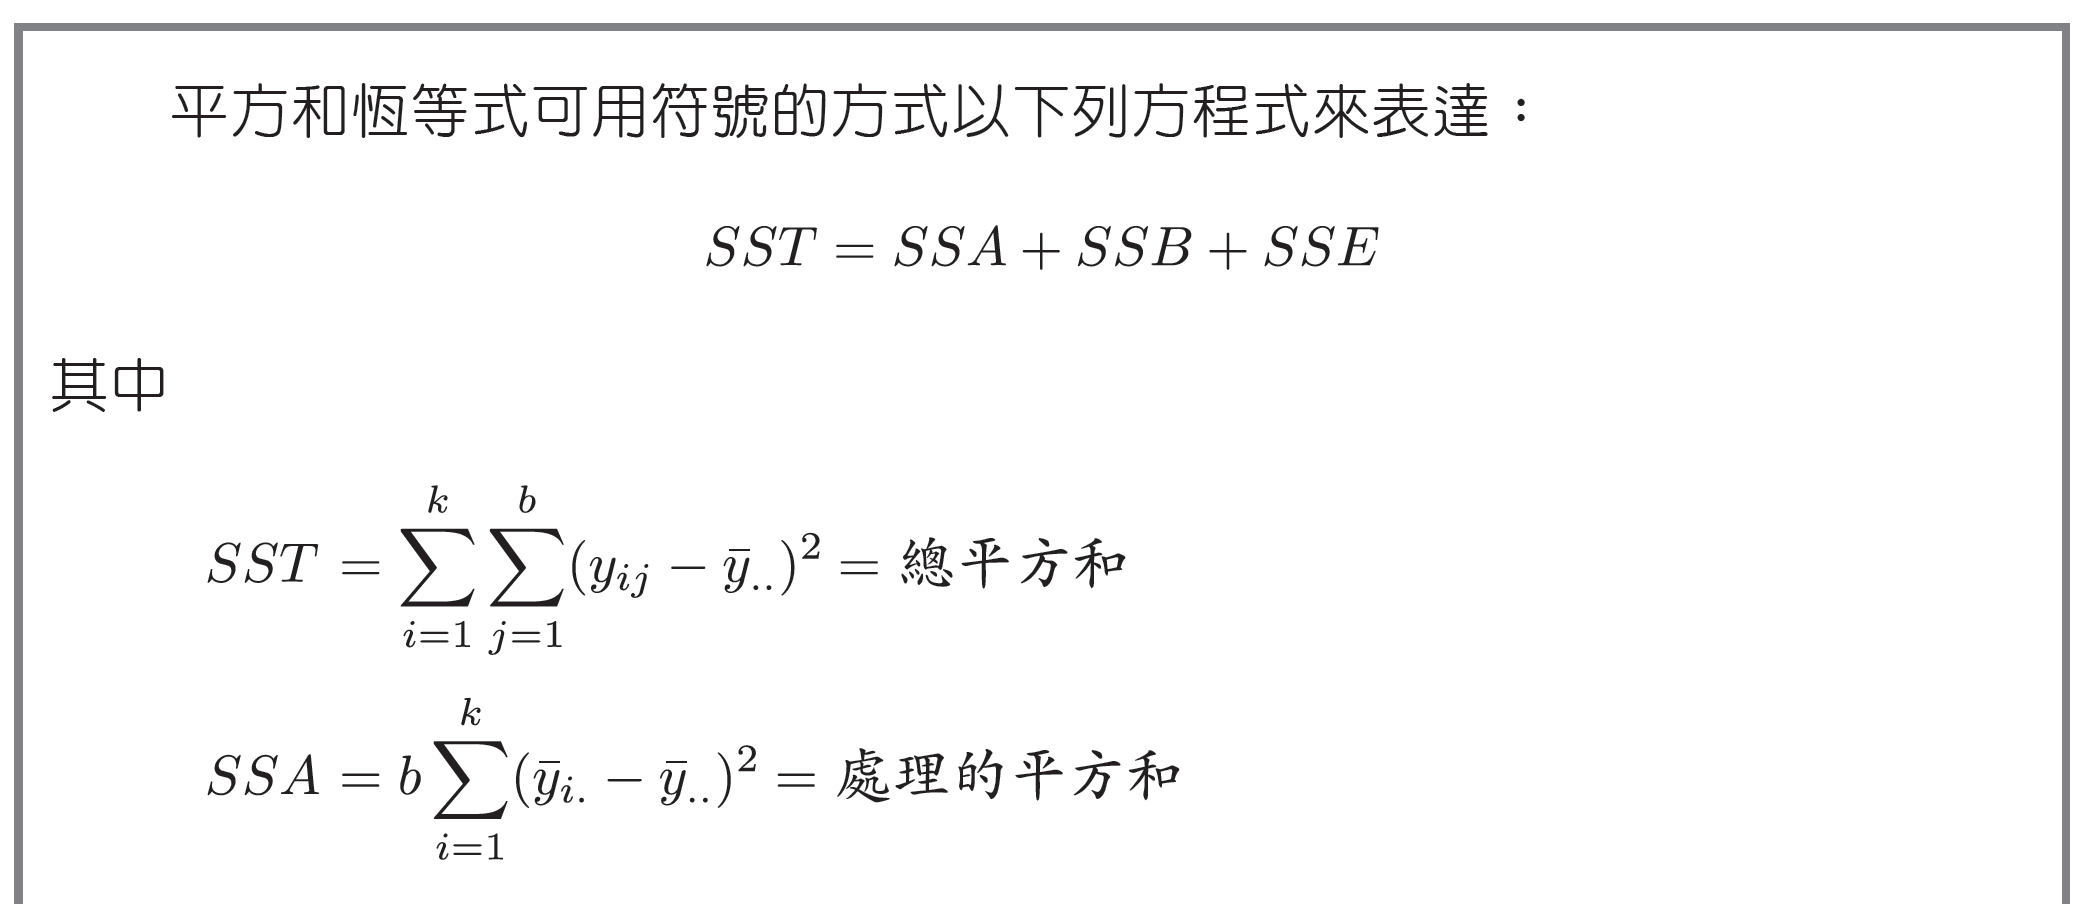 平方和恆等式可用符號的方式以下列方程式來表達：
$SST = SSA + SSB + SSE$
其中
$SST = \sum_{i=1}^{k} \sum_{j=1}^{b} (y_{ij} - \bar{y}_{..})^2 = 總平方和$
$SSA = b \sum_{i=1}^{k} (\bar{y}_{i.} - \bar{y}_{..})^2 = 處理的平方和$